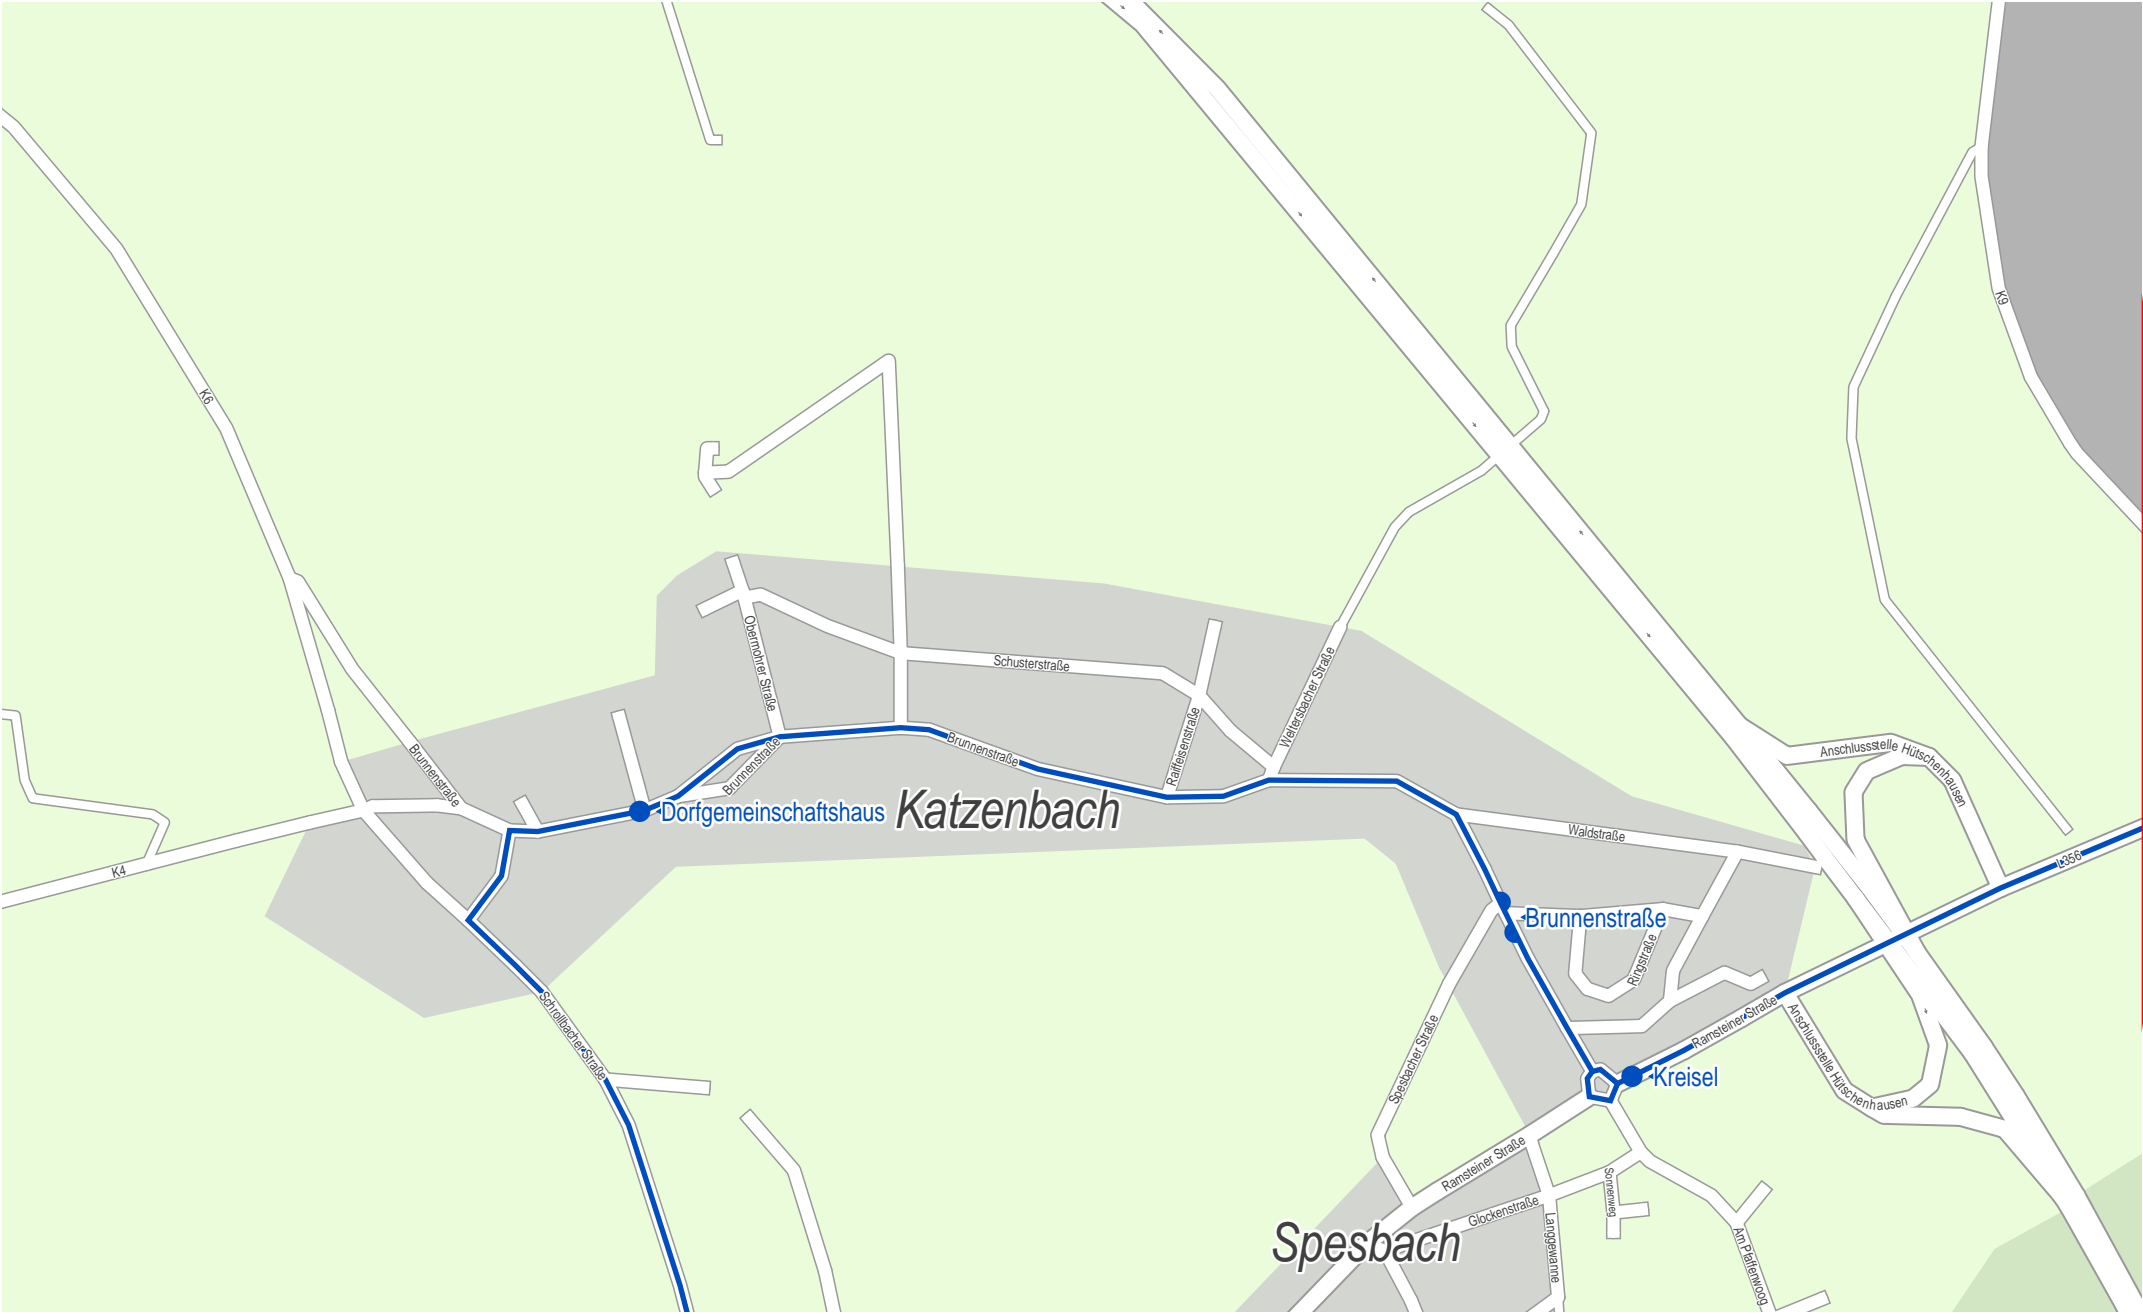 K9
K6
Obermohrer Straße
Schusterstraße
Weltersbacher Straße
Raiffeisenstraße
Brunnenstraße
Brunnenstraße
Brunnenstraße
Anschlussstelle Hütschenhausen
Dorfgemeinschaftshaus
Katzenbach
Waldstraße
K4
L356
Brunnenstraße
Ringstraße
Schrollbacher Straße
Ramsteiner Straße
Anschlussstelle Hütschenhausen
Spesbacher Straße
Kreisel
Ramsteiner Straße
Sonnenweg
Glockenstraße
Langgewanne
Spesbach
Am Pfaffenwoog